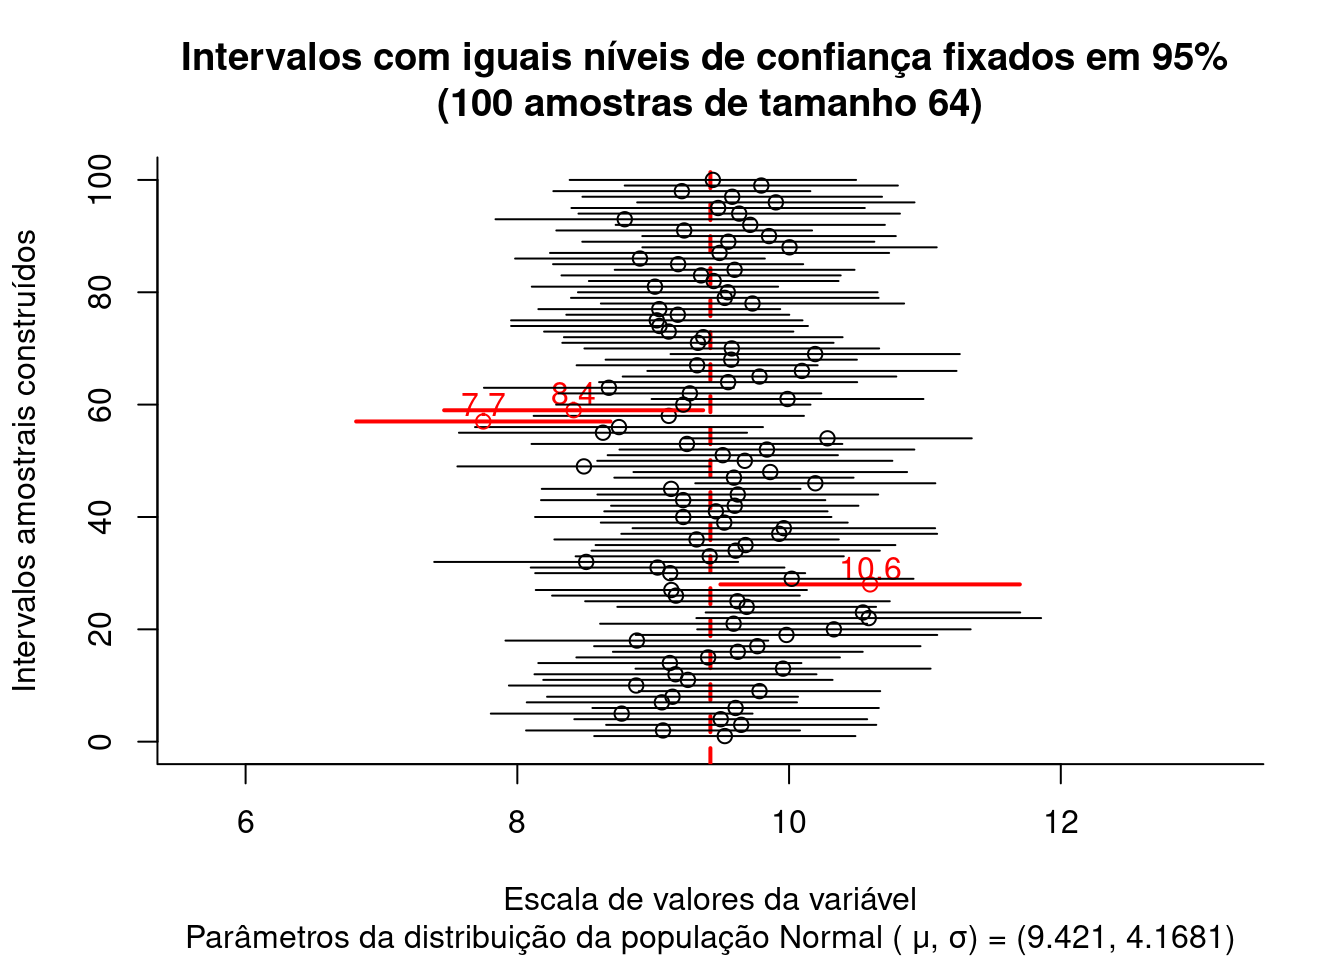 Intervalos com iguais níveis de confiança fixados em 95%
(100 amostras de tamanho 64)
Intervalos amostrais construídos
100
80
60
40
20
0
8.4
7.7
10.6
6
8
10
12
Escala de valores da variável
Parâmetros da distribuição da população Normal ( μ, σ) = (9.421, 4.1681)